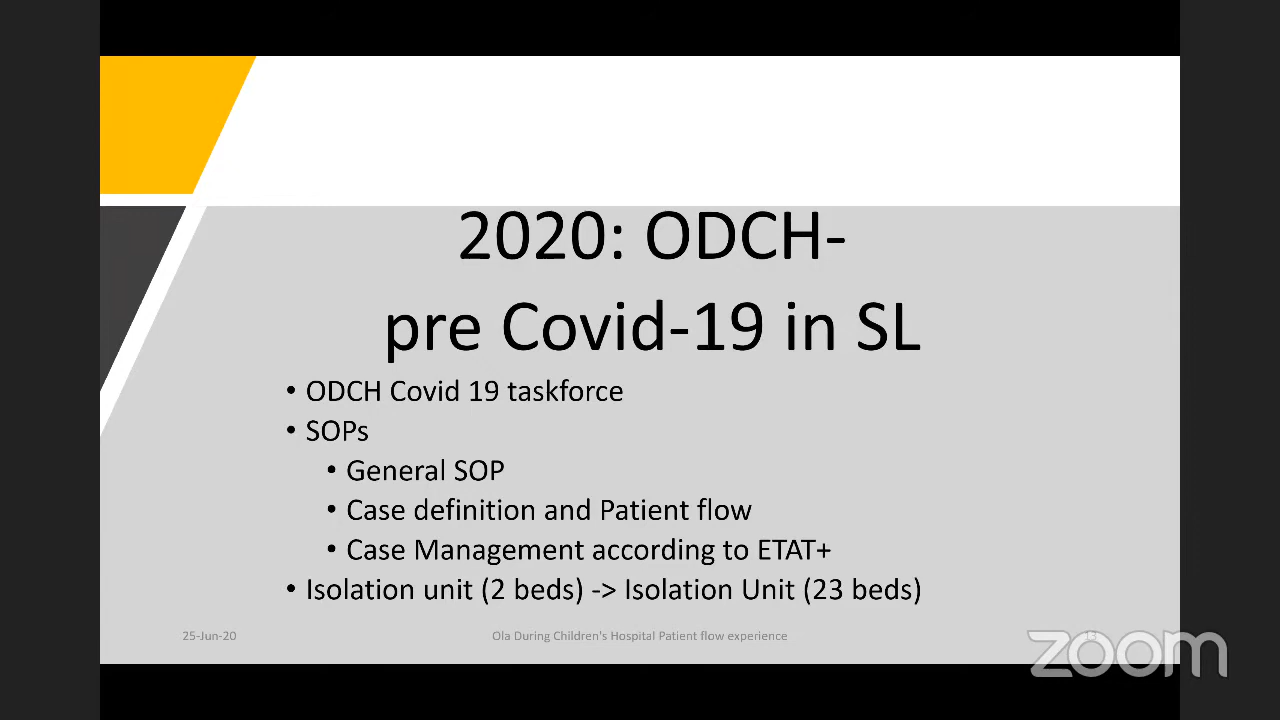 2020: ODCH-
pre Covid-19 in SL
• ODCH Covid 19 taskforce
• SOPs
• General SOP
• Case definition and Patient flow
• Case Management according to ETAT+
• Isolation unit (2 beds) -> Isolation Unit (23 beds)
25-Jun-20
Ola During Children's Hospital Patient flow experience
zoom